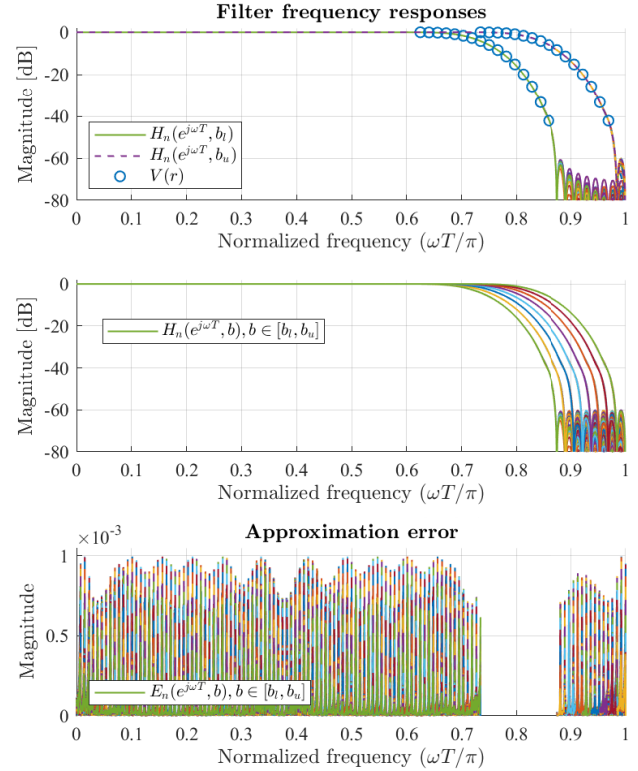 Filter frequency responses
Magnitude [dB]
0
-20
-40
-60
-80
H_n(e^{jωT}, b_l)
H_n(e^{jωT}, b_u)
V(r)
0 0.1 0.2 0.3 0.4 0.5 0.6 0.7 0.8 0.9 1
Normalized frequency (ωT/π)
Magnitude [dB]
0
-20
-40
-60
-80
H_n(e^{jωT}, b), b ∈ [b_l, b_u]
0 0.1 0.2 0.3 0.4 0.5 0.6 0.7 0.8 0.9 1
Normalized frequency (ωT/π)
Approximation error
×10^{-3}
Magnitude
1
0.5
0
E_n(e^{jωT}, b), b ∈ [b_l, b_u]
0 0.1 0.2 0.3 0.4 0.5 0.6 0.7 0.8 0.9 1
Normalized frequency (ωT/π)